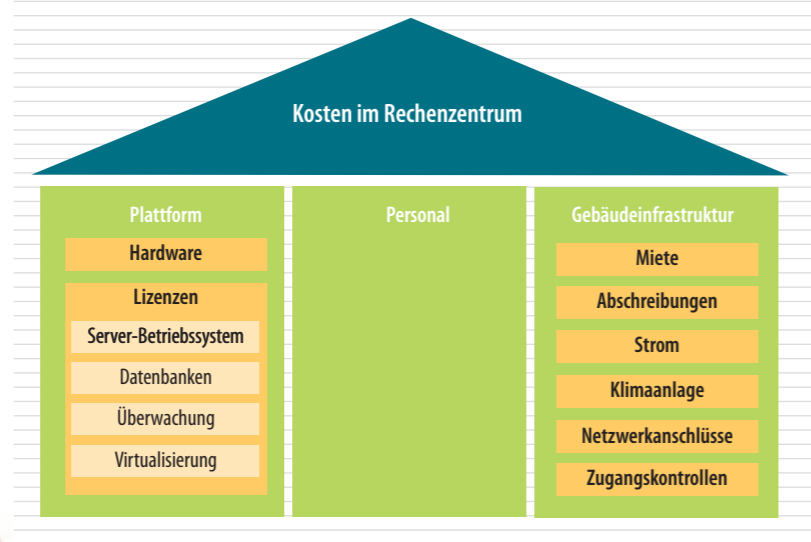 Kosten im Rechenzentrum
Plattform
Hardware
Lizenzen
Server-Betriebssystem
Datenbanken
Überwachung
Virtualisierung
Personal
Gebäudeinfrastruktur
Miete
Abschreibungen
Strom
Klimaanlage
Netzwerkanschlüsse
Zugangskontrollen